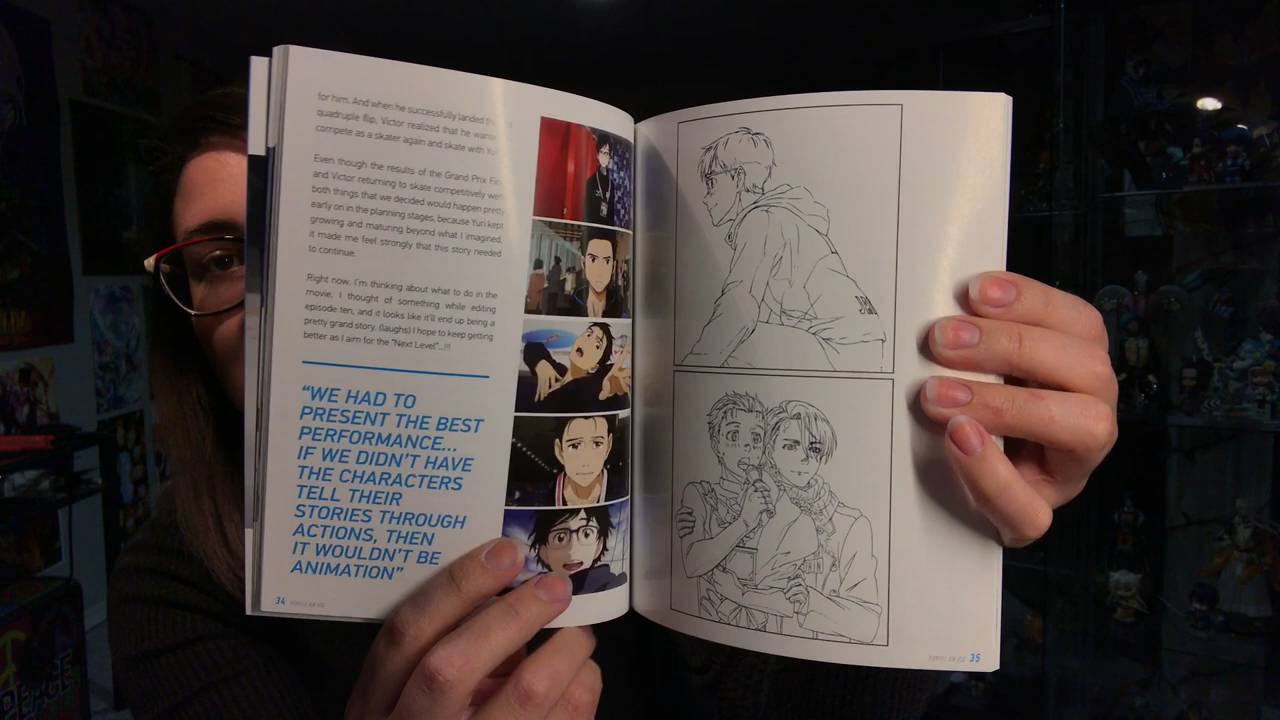 for him. And when he successfully landed
quadruple flip, Victor realized that he
compete as a skater again and skate with
Even though the results of the Grand Prix
and Victor returning to skate competitively
both things that we decided would happen pretty
early on in the planning stages, because Yuri kept
growing and maturing beyond what I imagined,
it made me feel strongly that this story needed
to continue.
Right now, I'm thinking about what to do in the
movie. I thought of something while editing
episode ten, and it looks like it'll end up being a
pretty grand story. (laughs) I hope to keep getting
better as I aim for the "Next Level"...!!!
"WE HAD TO
PRESENT THE BEST
PERFORMANCE...
IF WE DIDN'T HAVE
THE CHARACTERS
TELL THEIR
STORIES THROUGH
ACTIONS, THEN
IT WOULDN'T BE
ANIMATION"
34 YURI!!! ON ICE
YURI!!! ON ICE 35